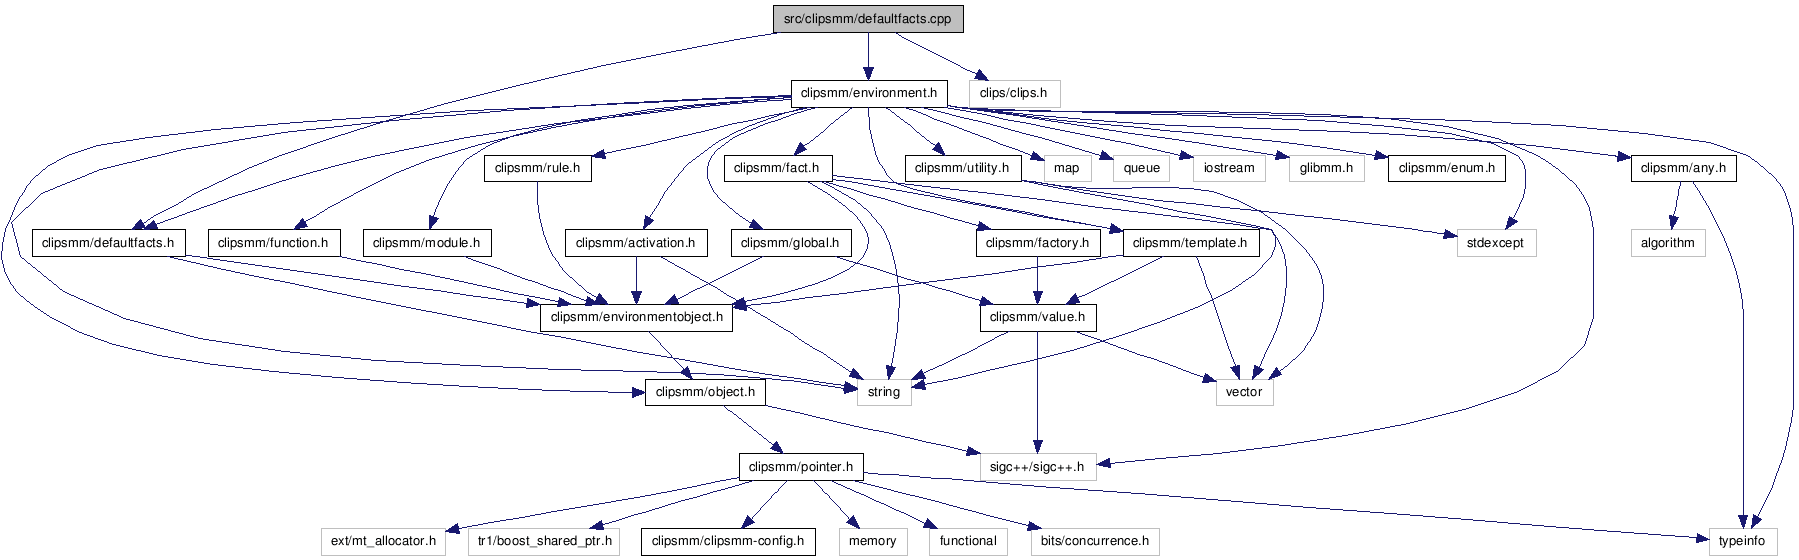 src/clipsmm/defaultfacts.cpp
clipsmm/environment.h
clips/clips.h
clipsmm/rule.h
clipsmm/fact.h
clipsmm/utility.h
map
queue
iostream
glibmm.h
clipsmm/enum.h
clipsmm/any.h
clipsmm/defaultfacts.h
clipsmm/function.h
clipsmm/module.h
clipsmm/activation.h
clipsmm/global.h
clipsmm/factory.h
clipsmm/template.h
stdexcept
algorithm
clipsmm/environmentobject.h
clipsmm/value.h
clipsmm/object.h
string
vector
clipsmm/pointer.h
sigc++/sigc++.h
ext/mt_allocator.h
tr1/boost_shared_ptr.h
clipsmm/clipsmm-config.h
memory
functional
bits/concurrence.h
typeinfo